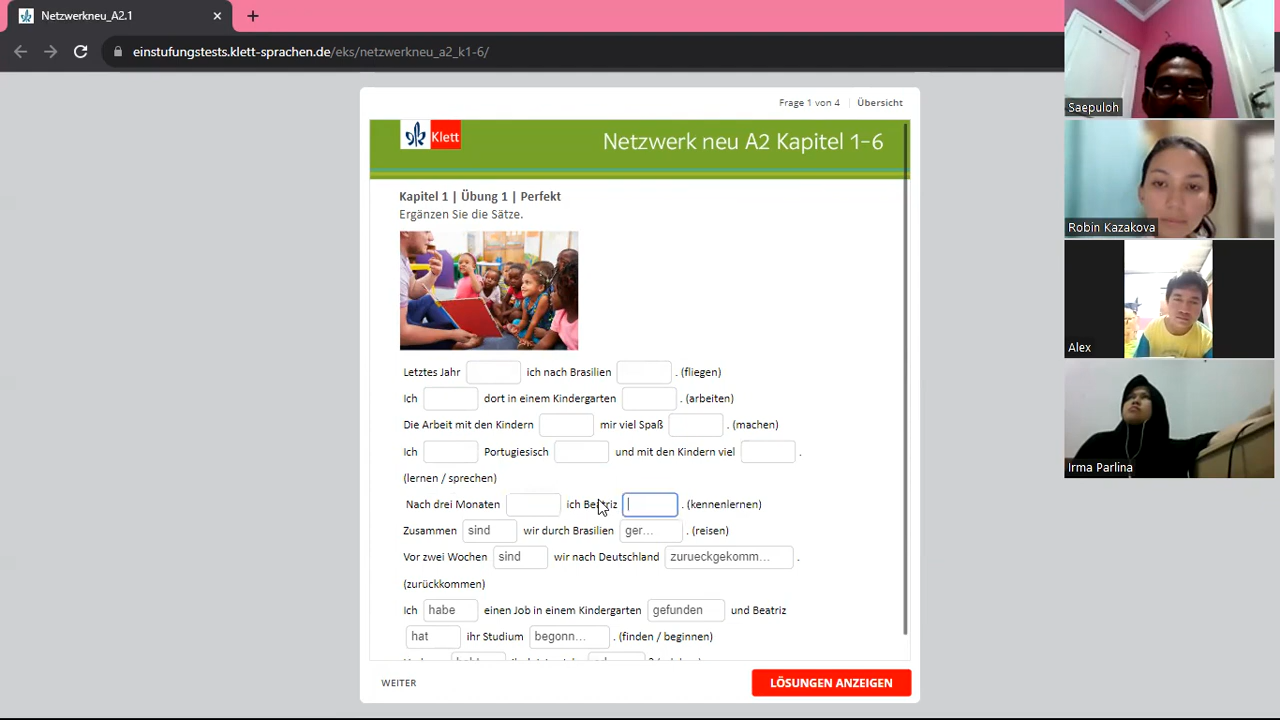 Netzwerkneu_A2.1
einstufungstests.klett-sprachen.de/eks/netzwerkneu_a2_k1-6/
Frage 1 von 4 Übersicht
Klett Netzwerk neu A2 Kapitel 1-6
Kapitel 1 | Übung 1 | Perfekt
Ergänzen Sie die Sätze.
Letztes Jahr ich nach Brasilien . (fliegen)
Ich dort in einem Kindergarten . (arbeiten)
Die Arbeit mit den Kindern mir viel Spaß . (machen)
Ich Portugiesisch und mit den Kindern viel .
(lernen / sprechen)
Nach drei Monaten ich Beatriz . (kennenlernen)
Zusammen sind wir durch Brasilien ger... . (reisen)
Vor zwei Wochen sind wir nach Deutschland zurueckgekomm... .
(zurückkommen)
Ich habe einen Job in einem Kindergarten gefunden und Beatriz
hat ihr Studium begonn... . (finden / beginnen)
WEITER
LÖSUNGEN ANZEIGEN
Saepuloh
Robin Kazakova
Alex
Irma Parlina